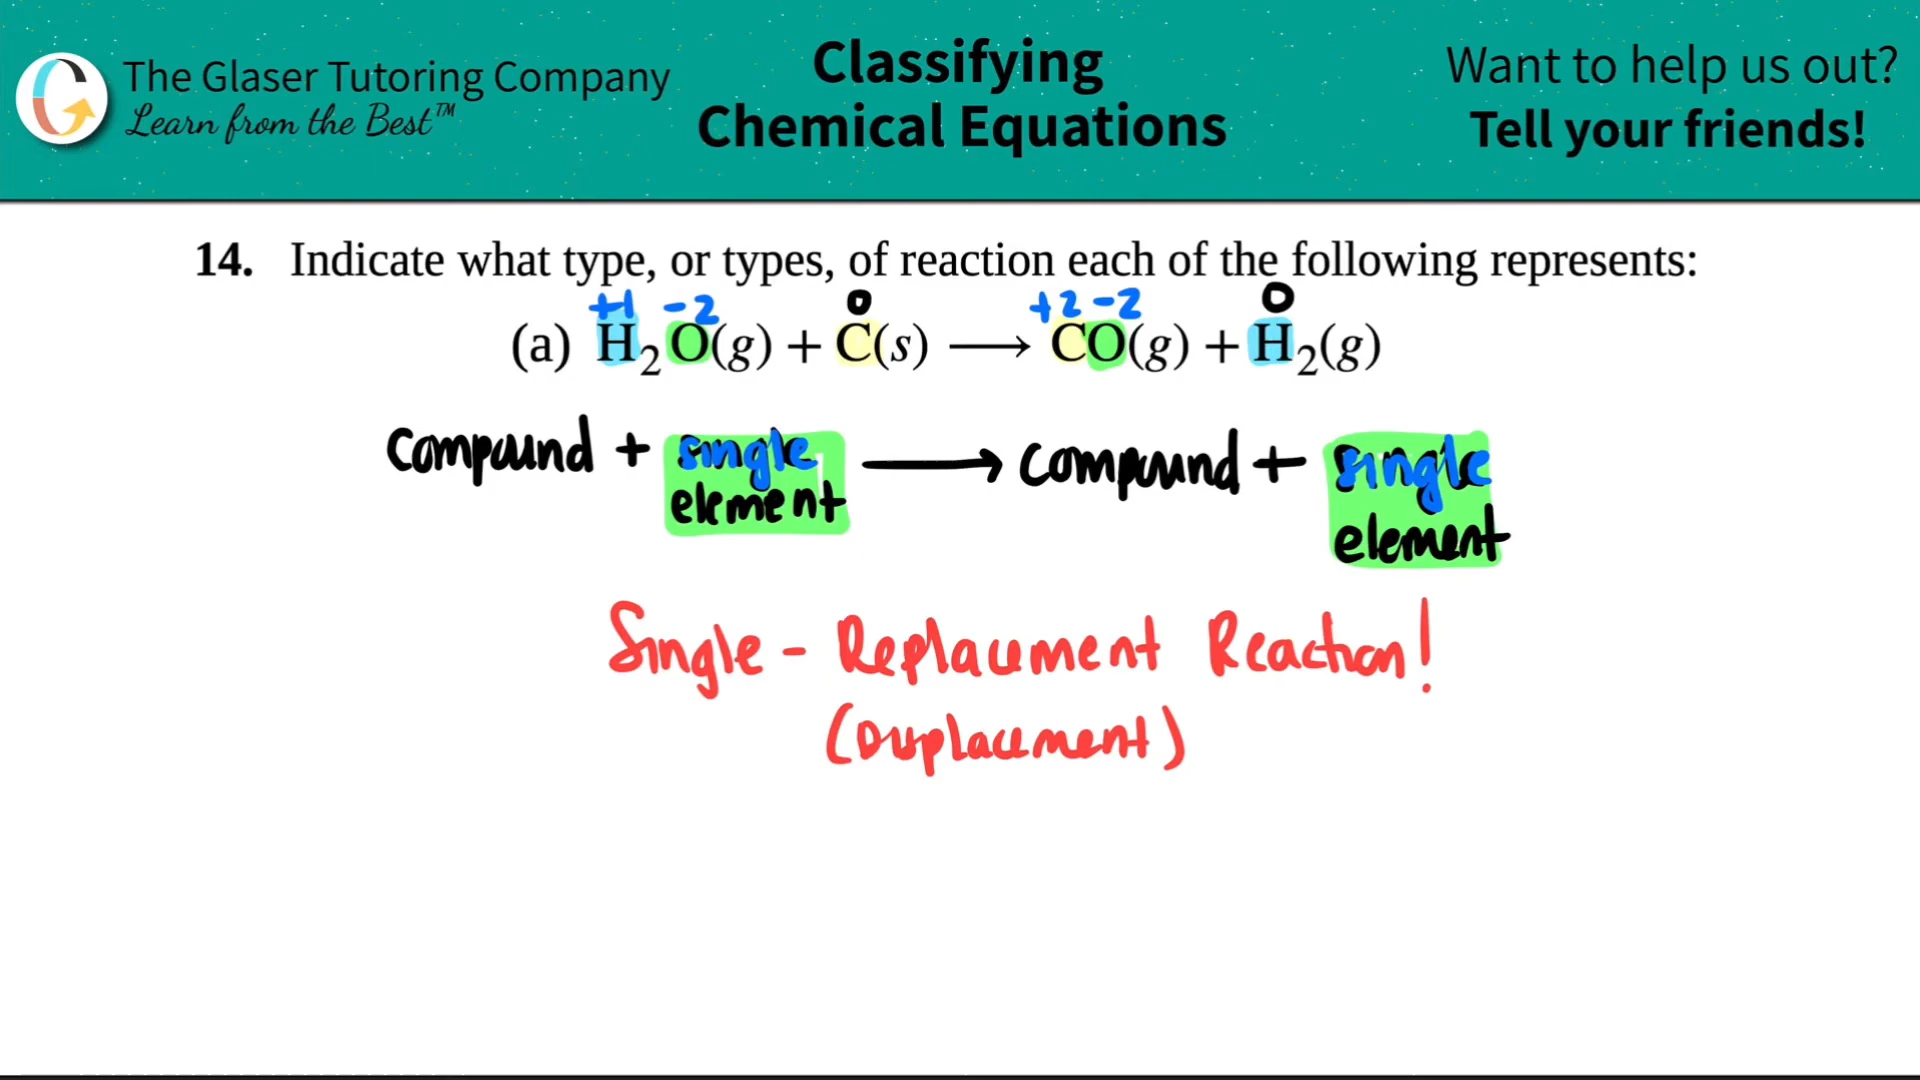 The Glaser Tutoring Company
Learn from the Best™
Classifying
Chemical Equations
Want to help us out?
Tell your friends!
14. Indicate what type, or types, of reaction each of the following represents:
+1 -2 0 +2 -2 0
(a) H₂O(g) + C(s) ⟶ CO(g) + H₂(g)
compound + single element ⟶ compound + single element
Single - Replacement Reaction!
(Displacement)